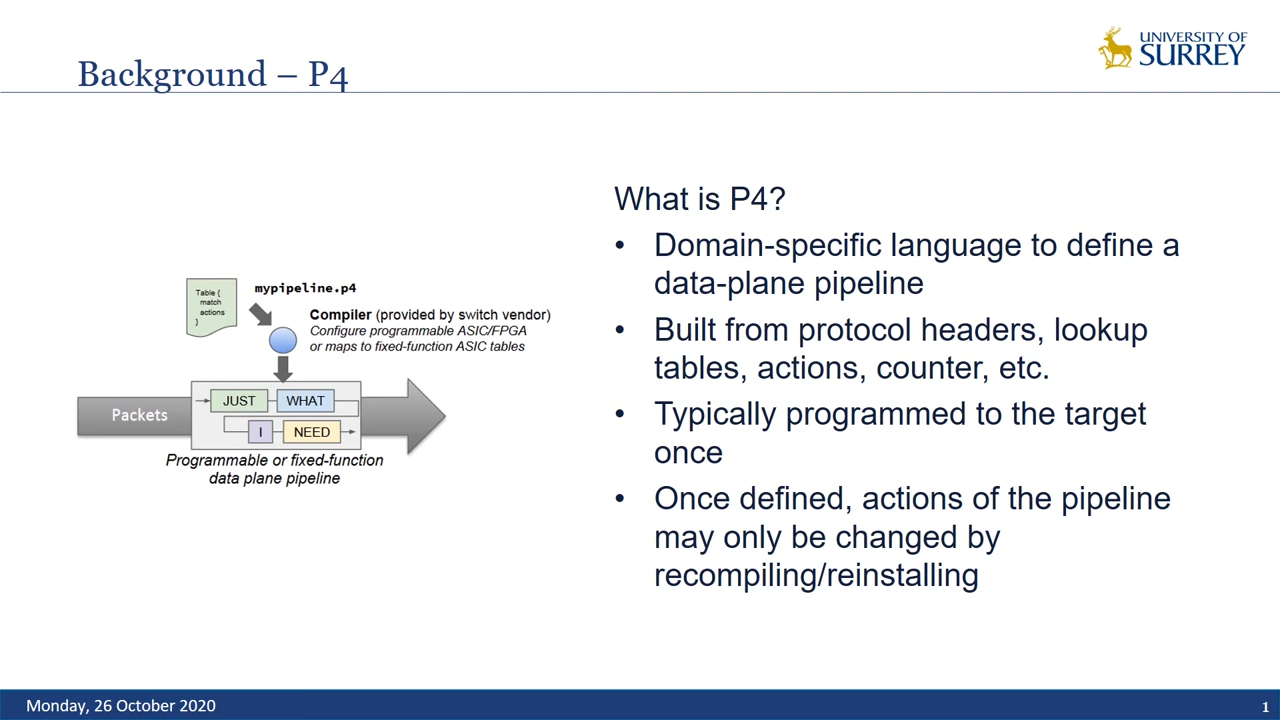 Background – P4
UNIVERSITY OF
SURREY
Table {
match
actions
}
mypipeline.p4
Compiler (provided by switch vendor)
Configure programmable ASIC/FPGA
or maps to fixed-function ASIC tables
Packets
JUST WHAT
I NEED
Programmable or fixed-function
data plane pipeline
What is P4?
• Domain-specific language to define a
data-plane pipeline
• Built from protocol headers, lookup
tables, actions, counter, etc.
• Typically programmed to the target
once
• Once defined, actions of the pipeline
may only be changed by
recompiling/reinstalling
Monday, 26 October 2020
1